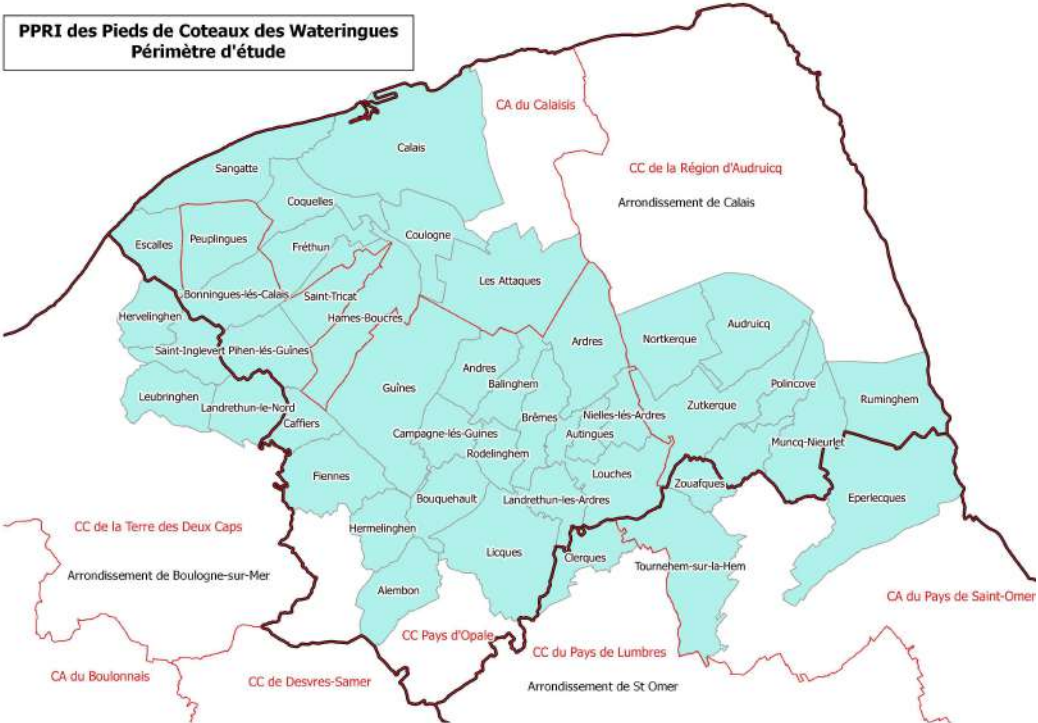 PPRI des Pieds de Coteaux des Wateringues
Périmètre d'étude
CA du Calaisis
Calais
CC de la Région d'Audruicq
Sangatte
Arrondissement de Calais
Coquelles
Coulogne
Escalles
Peuplingues
Fréthun
Les Attaques
Bonningues-lés-Calais
Saint-Tricat
Hervelinghen
Hames-Boucres
Audruicq
Nortkerque
Ardres
Saint-Inglevert
Pihen-lés-Guînes
Andres
Balinghem
Guînes
Polincove
Leubringhen
Landrethun-le-Nord
Ruminghem
Zutkerque
Caffiers
Brêmes
Nielles-lés-Ardres
Campagne-lés-Guines
Autingues
Muncq-Nieurlet
Rodelinghem
Fiennes
Louches
Zouafques
Bouquehault
Landrethun-les-Ardres
Eperlecques
CC de la Terre des Deux Caps
Hermelinghen
Licques
Clerques
Tournehem-sur-la-Hem
Arrondissement de Boulogne-sur-Mer
Alembon
CA du Pays de Saint-Omer
CC Pays d'Opale
CC du Pays de Lumbres
CA du Boulonnais
CC de Desvres-Samer
Arrondissement de St Omer